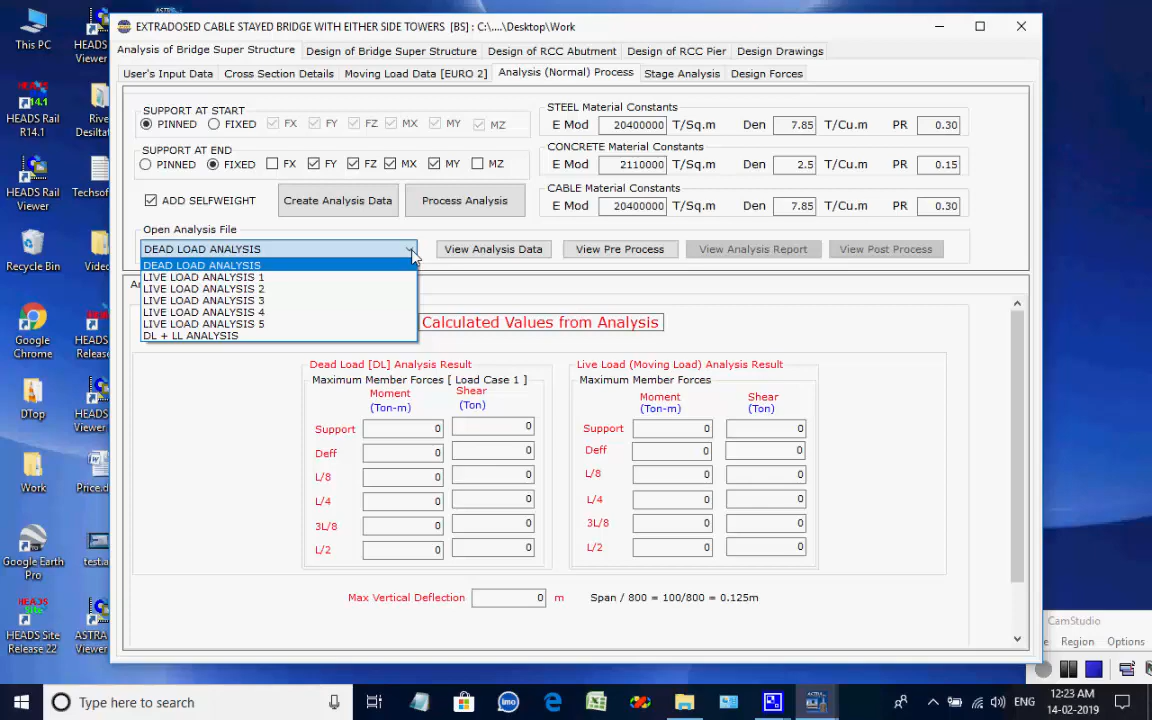 EXTRADOSED CABLE STAYED BRIDGE WITH EITHER SIDE TOWERS [BS] : C:\....\Desktop\Work
Analysis of Bridge Super Structure
Design of Bridge Super Structure
Design of RCC Abutment
Design of RCC Pier
Design Drawings
User's Input Data
Cross Section Details
Moving Load Data [EURO 2]
Analysis (Normal) Process
Stage Analysis
Design Forces
SUPPORT AT START
PINNED FIXED FX FY FZ MX MY MZ
SUPPORT AT END
PINNED FIXED FX FY FZ MX MY MZ
ADD SELFWEIGHT
Create Analysis Data
Process Analysis
STEEL Material Constants
E Mod 20400000 T/Sq.m Den 7.85 T/Cu.m PR 0.30
CONCRETE Material Constants
E Mod 2110000 T/Sq.m Den 2.5 T/Cu.m PR 0.15
CABLE Material Constants
E Mod 20400000 T/Sq.m Den 7.85 T/Cu.m PR 0.30
Open Analysis File
DEAD LOAD ANALYSIS
View Analysis Data
View Pre Process
View Analysis Report
View Post Process
DEAD LOAD ANALYSIS
LIVE LOAD ANALYSIS 1
LIVE LOAD ANALYSIS 2
LIVE LOAD ANALYSIS 3
LIVE LOAD ANALYSIS 4
LIVE LOAD ANALYSIS 5
DL + LL ANALYSIS
Calculated Values from Analysis
Dead Load [DL] Analysis Result
Maximum Member Forces [ Load Case 1 ]
Moment Shear
(Ton-m) (Ton)
Support 0 0
Deff 0 0
L/8 0 0
L/4 0 0
3L/8 0 0
L/2 0 0
Live Load (Moving Load) Analysis Result
Maximum Member Forces
Moment Shear
(Ton-m) (Ton)
Support 0 0
Deff 0 0
L/8 0 0
L/4 0 0
3L/8 0 0
L/2 0 0
Max Vertical Deflection 0 m Span / 800 = 100/800 = 0.125m
This PC
HEADS
Viewer
HEADS Rail
R14.1
Rive
Desiltat
HEADS Rail
Viewer
Techsof
Recycle Bin
Video
Google
Chrome
HEADS
Release
DTop
HEADS
Viewer
Work
Price.d
Google Earth
Pro
test.a
HEADS Site
Release 22
ASTRA
Viewer
CamStudio
Region Options
Type here to search
imo
ENG
12:23 AM
14-02-2019